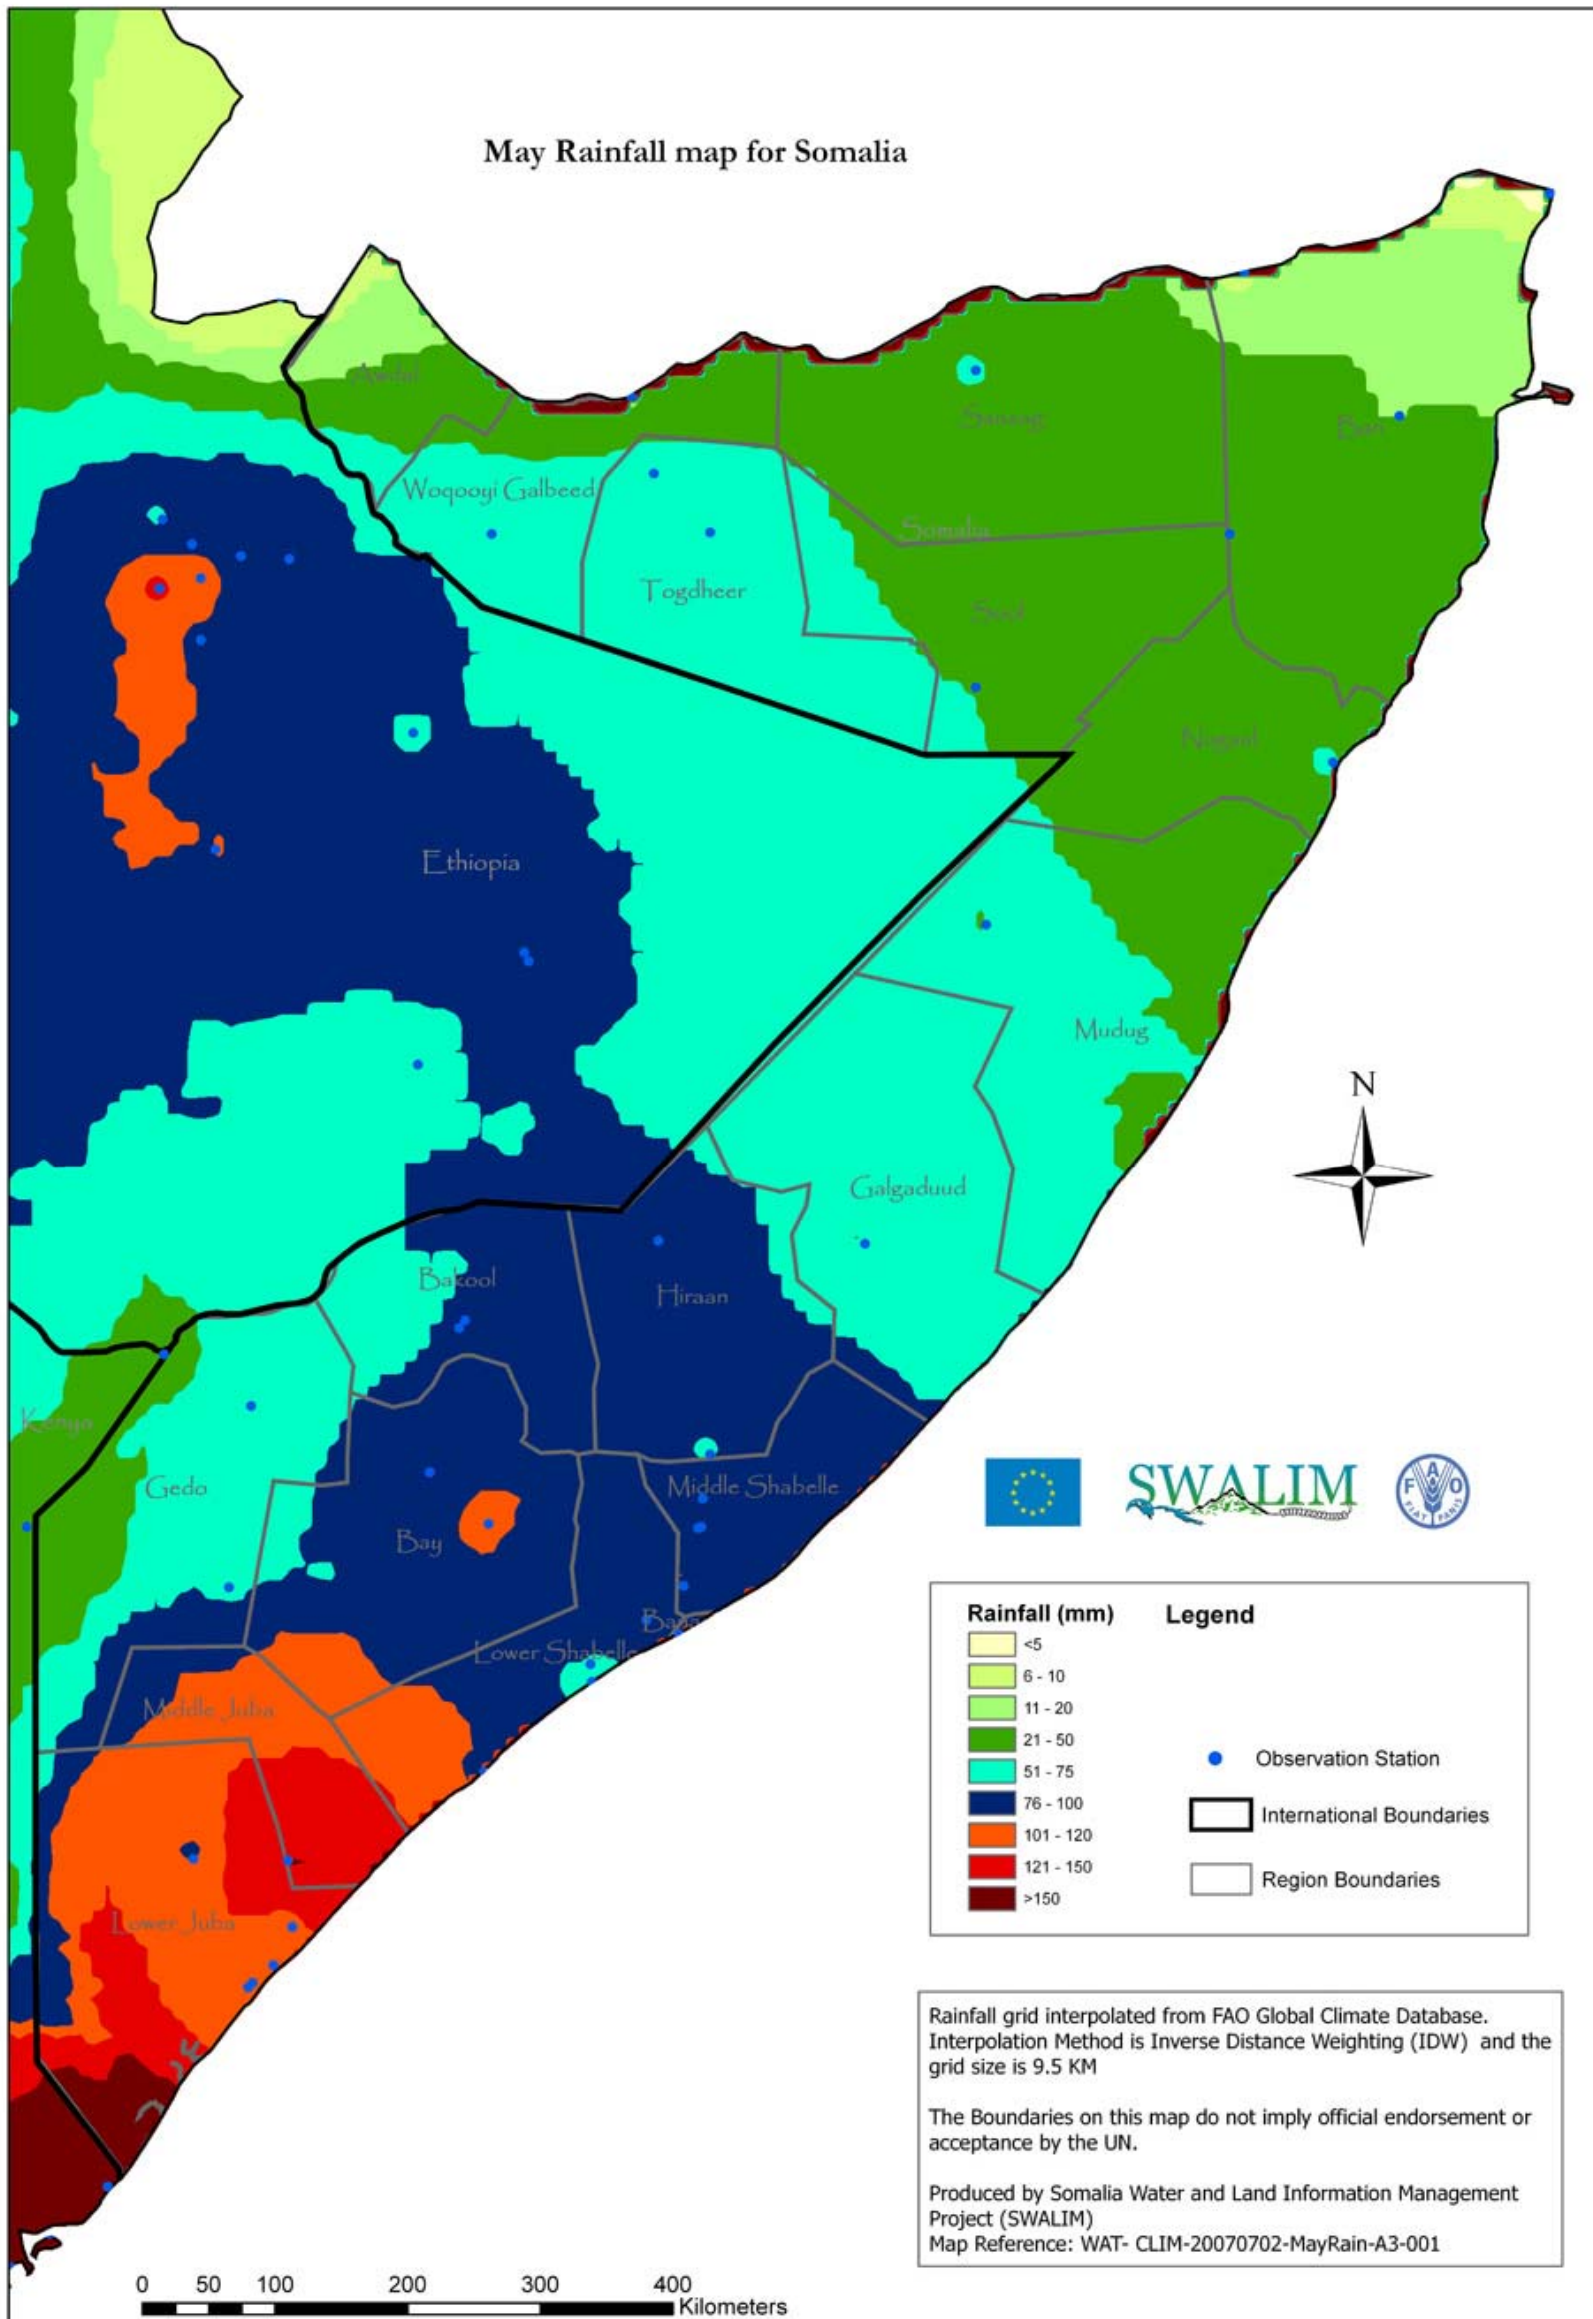 May Rainfall map for Somalia
Awdal
Sanaag
Bari
Woqooyi Galbeed
Somalia
Togdheer
Sool
Nugaal
Ethiopia
Mudug
N
Galgaduud
Bakool
Hiraan
Kenya
Gedo
Middle Shabelle
Bay
SWALIM
FAO
FIAT PANIS
Lower Shabelle
Middle Juba
Lower Juba
Rainfall (mm)
Legend
<5
6 - 10
11 - 20
21 - 50
51 - 75
76 - 100
101 - 120
121 - 150
>150
Observation Station
International Boundaries
Region Boundaries
Rainfall grid interpolated from FAO Global Climate Database.
Interpolation Method is Inverse Distance Weighting (IDW) and the
grid size is 9.5 KM
The Boundaries on this map do not imply official endorsement or
acceptance by the UN.
Produced by Somalia Water and Land Information Management
Project (SWALIM)
Map Reference: WAT- CLIM-20070702-MayRain-A3-001
0 50 100 200 300 400
Kilometers